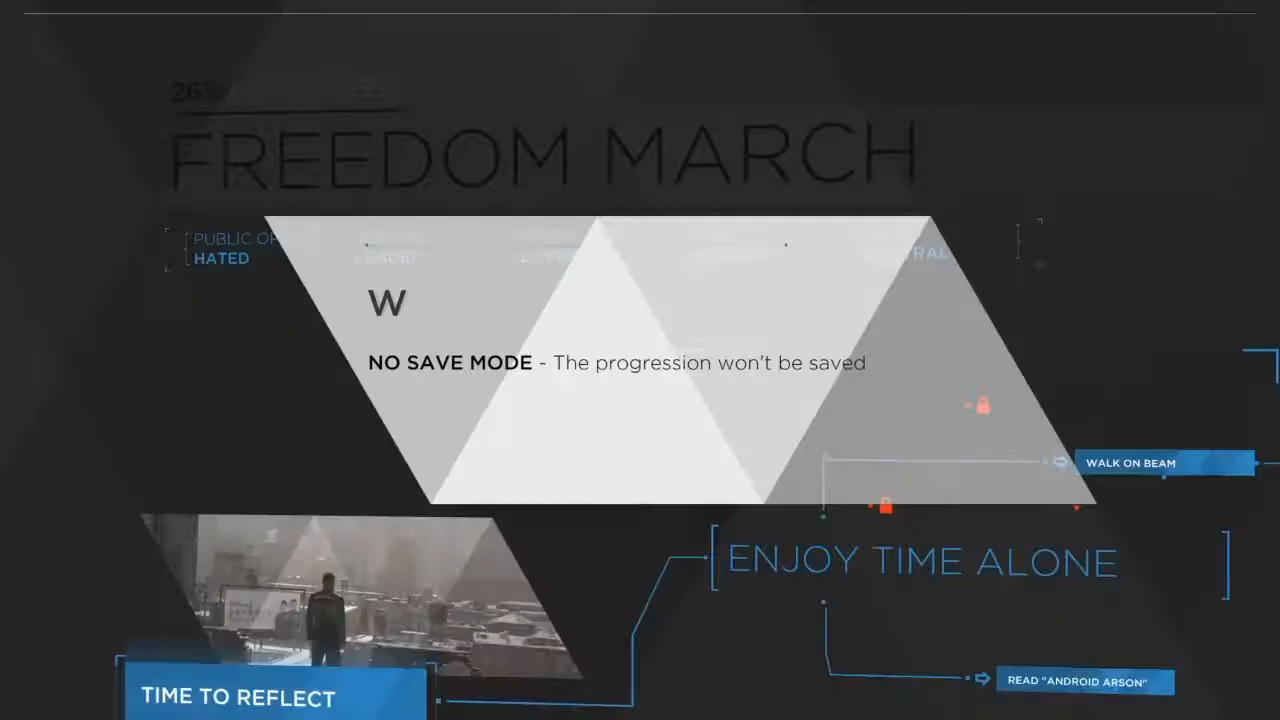 FREEDOM MARCH
PUBLIC
HATED
W
NO SAVE MODE - The progression won't be saved
WALK ON BEAM
ENJOY TIME ALONE
READ "ANDROID ARSON"
TIME TO REFLECT